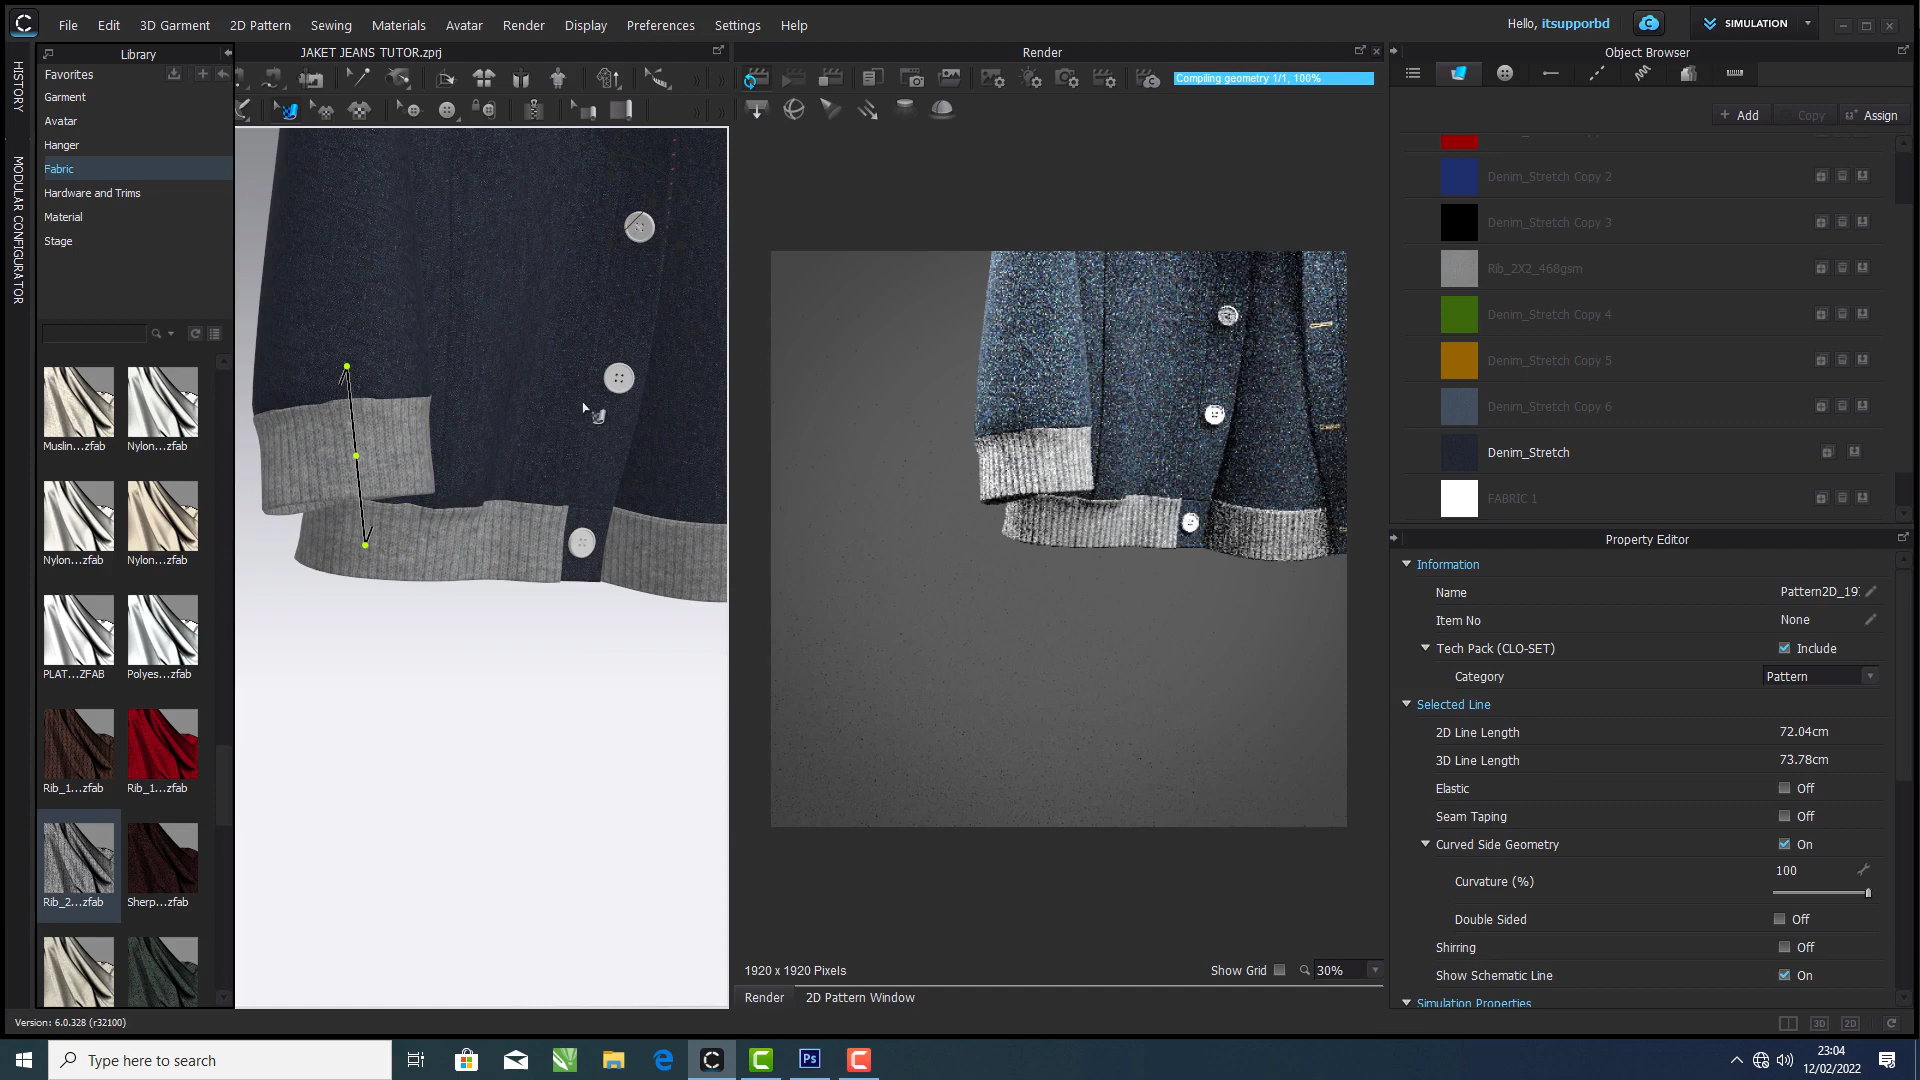 File Edit 3D Garment 2D Pattern Sewing Materials Avatar Render Display Preferences Settings Help
Hello, itsupporbd
SIMULATION
HISTORY
MODULAR CONFIGURATOR
Library
Favorites
Garment
Avatar
Hanger
Fabric
Hardware and Trims
Material
Stage
Muslin...zfab
Nylon...zfab
Nylon...zfab
Nylon...zfab
PLAT...ZFAB
Polyes...zfab
Rib_1...zfab
Rib_1...zfab
Rib_2...zfab
Sherp...zfab
Version: 6.0.328 (r32100)
JAKET JEANS TUTOR.zprj
Render
Compiling geometry 1/1, 100%
1920 x 1920 Pixels
Show Grid
30%
Render
2D Pattern Window
Object Browser
+ Add
Copy
Assign
Denim_Stretch Copy 2
Denim_Stretch Copy 3
Rib_2X2_468gsm
Denim_Stretch Copy 4
Denim_Stretch Copy 5
Denim_Stretch Copy 6
Denim_Stretch
FABRIC 1
Property Editor
Information
Name Pattern2D_19
Item No None
Tech Pack (CLO-SET) Include
Category Pattern
Selected Line
2D Line Length 72.04cm
3D Line Length 73.78cm
Elastic Off
Seam Taping Off
Curved Side Geometry On
Curvature (%) 100
Double Sided Off
Shirring Off
Show Schematic Line On
Simulation Properties
3D
2D
Type here to search
Ps
23:04
12/02/2022